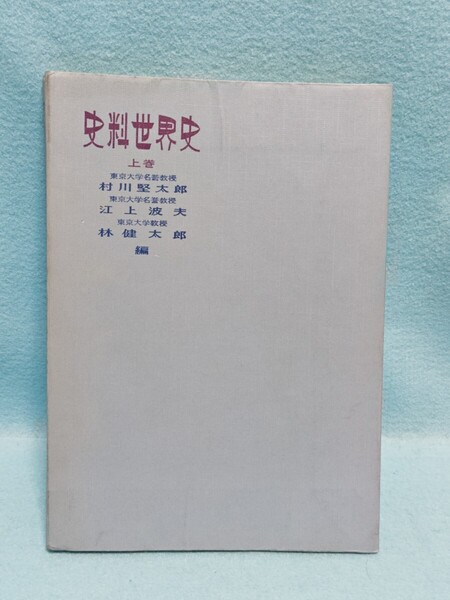 史料世界史
上巻
東京大学名誉教授
村川堅太郎
東京大学名誉教授
江上波夫
東京大学教授
林健太郎
編